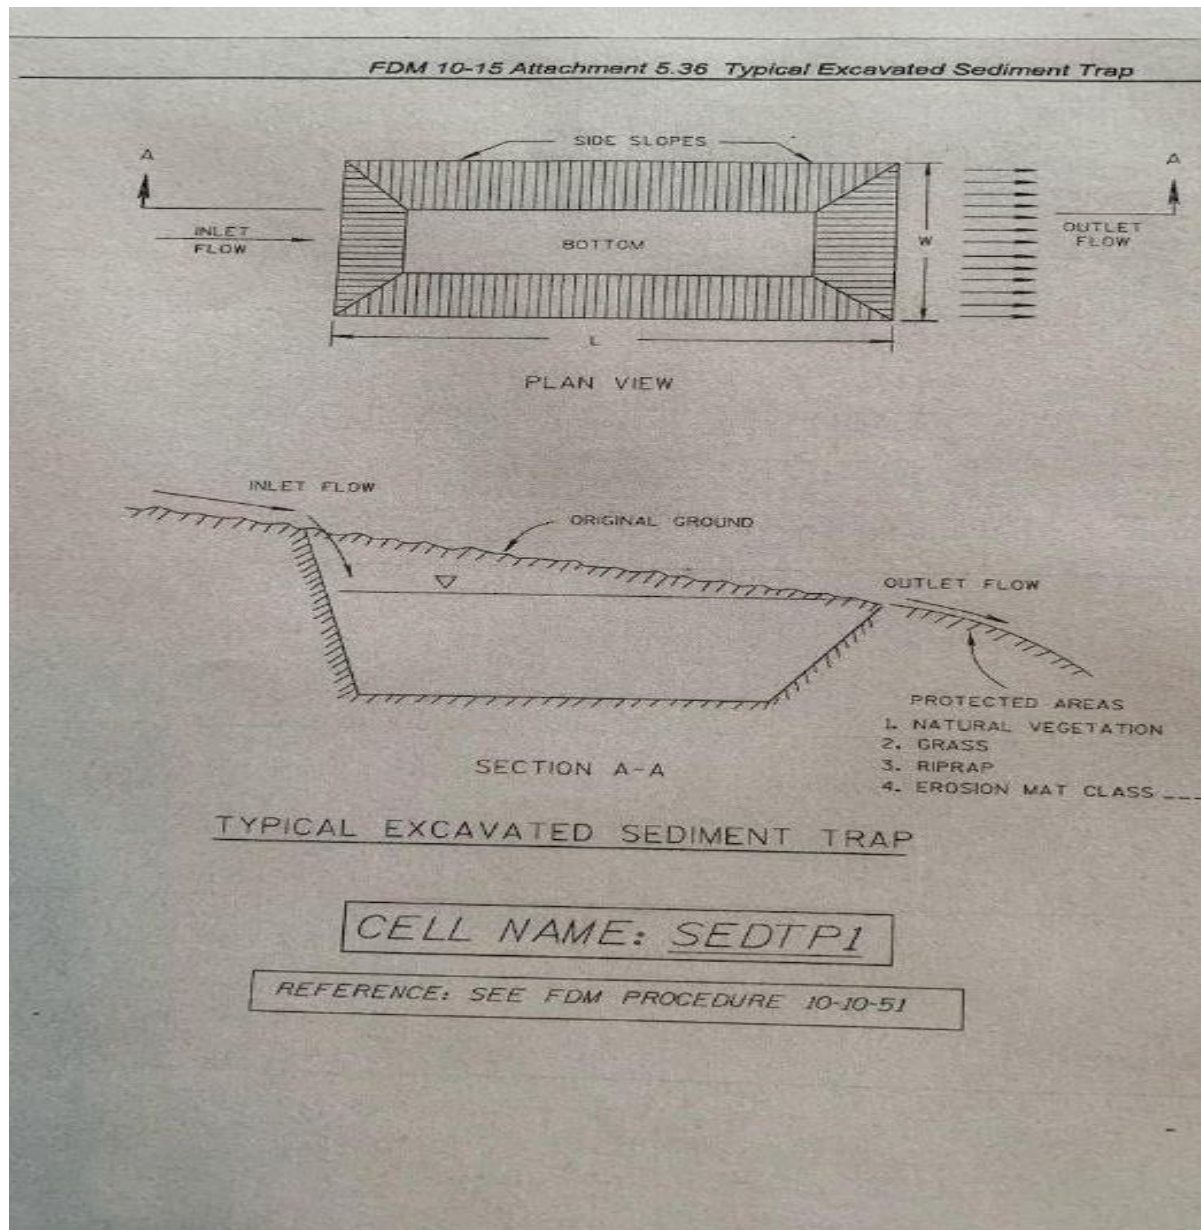 FDM 10-15 Attachment 5.36 Typical Excavated Sediment Trap
SIDE SLOPES
A
A
INLET
FLOW
BOTTOM
W
OUTLET
FLOW
L
PLAN VIEW
INLET FLOW
ORIGINAL GROUND
OUTLET FLOW
PROTECTED AREAS
1. NATURAL VEGETATION
2. GRASS
3. RIPRAP
4. EROSION MAT CLASS ___
SECTION A-A
TYPICAL EXCAVATED SEDIMENT TRAP
CELL NAME: SEDTP1
REFERENCE: SEE FDM PROCEDURE 10-10-51